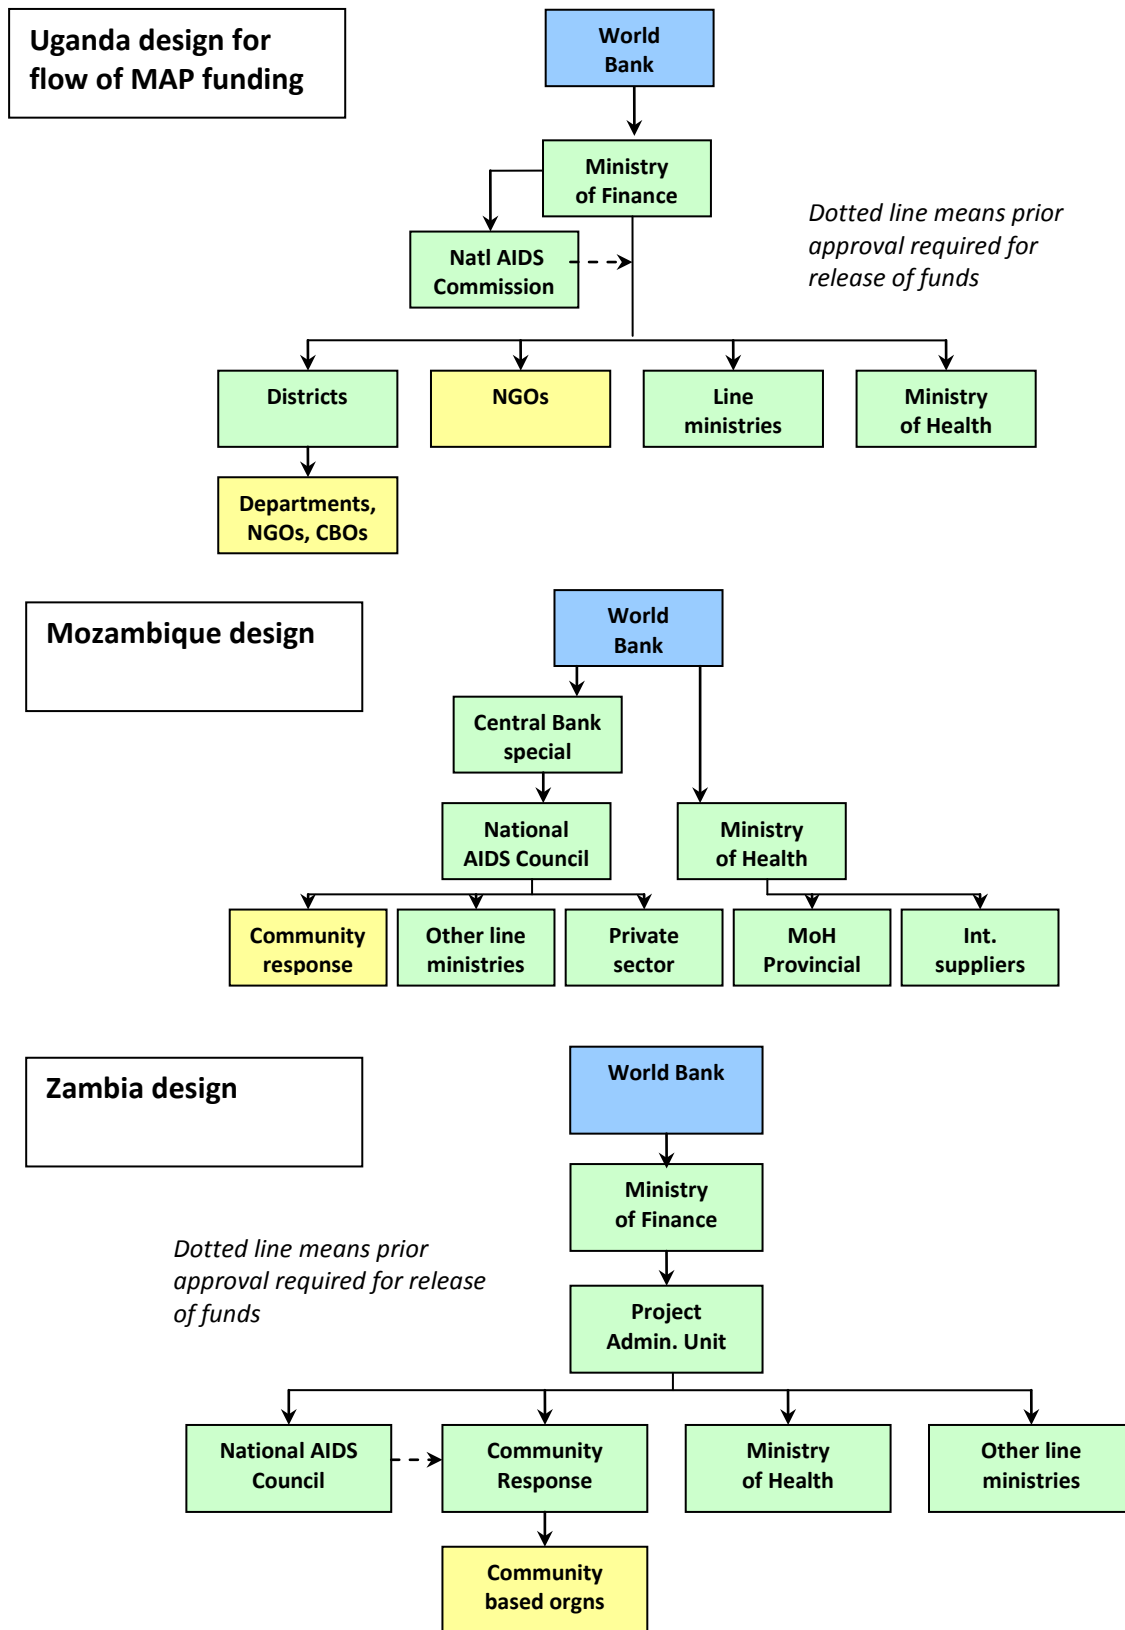 Uganda design for
flow of MAP funding
World
Bank
Ministry
of Finance
Dotted line means prior
approval required for
release of funds
Natl AIDS
Commission
Districts
NGOs
Line
ministries
Ministry
of Health
Departments,
NGOs, CBOs
Mozambique design
World
Bank
Central Bank
special
National
AIDS Council
Ministry
of Health
Community
response
Other line
ministries
Private
sector
MoH
Provincial
Int.
suppliers
Zambia design
World Bank
Ministry
of Finance
Dotted line means prior
approval required for release
of funds
Project
Admin. Unit
National AIDS
Council
Community
Response
Ministry
of Health
Other line
ministries
Community
based orgns